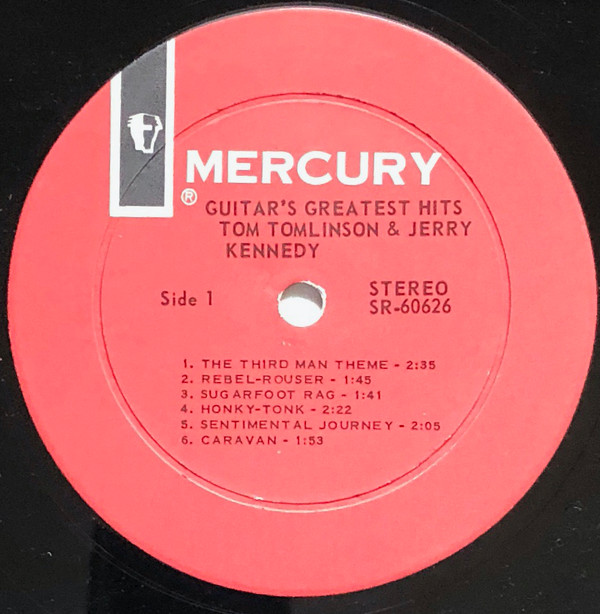 MERCURY
®
GUITAR'S GREATEST HITS
TOM TOMLINSON & JERRY
KENNEDY
Side 1
STEREO
SR-60626
1. THE THIRD MAN THEME - 2:35
2. REBEL-ROUSER - 1:45
3. SUGARFOOT RAG - 1:41
4. HONKY-TONK - 2:22
5. SENTIMENTAL JOURNEY - 2:05
6. CARAVAN - 1:53